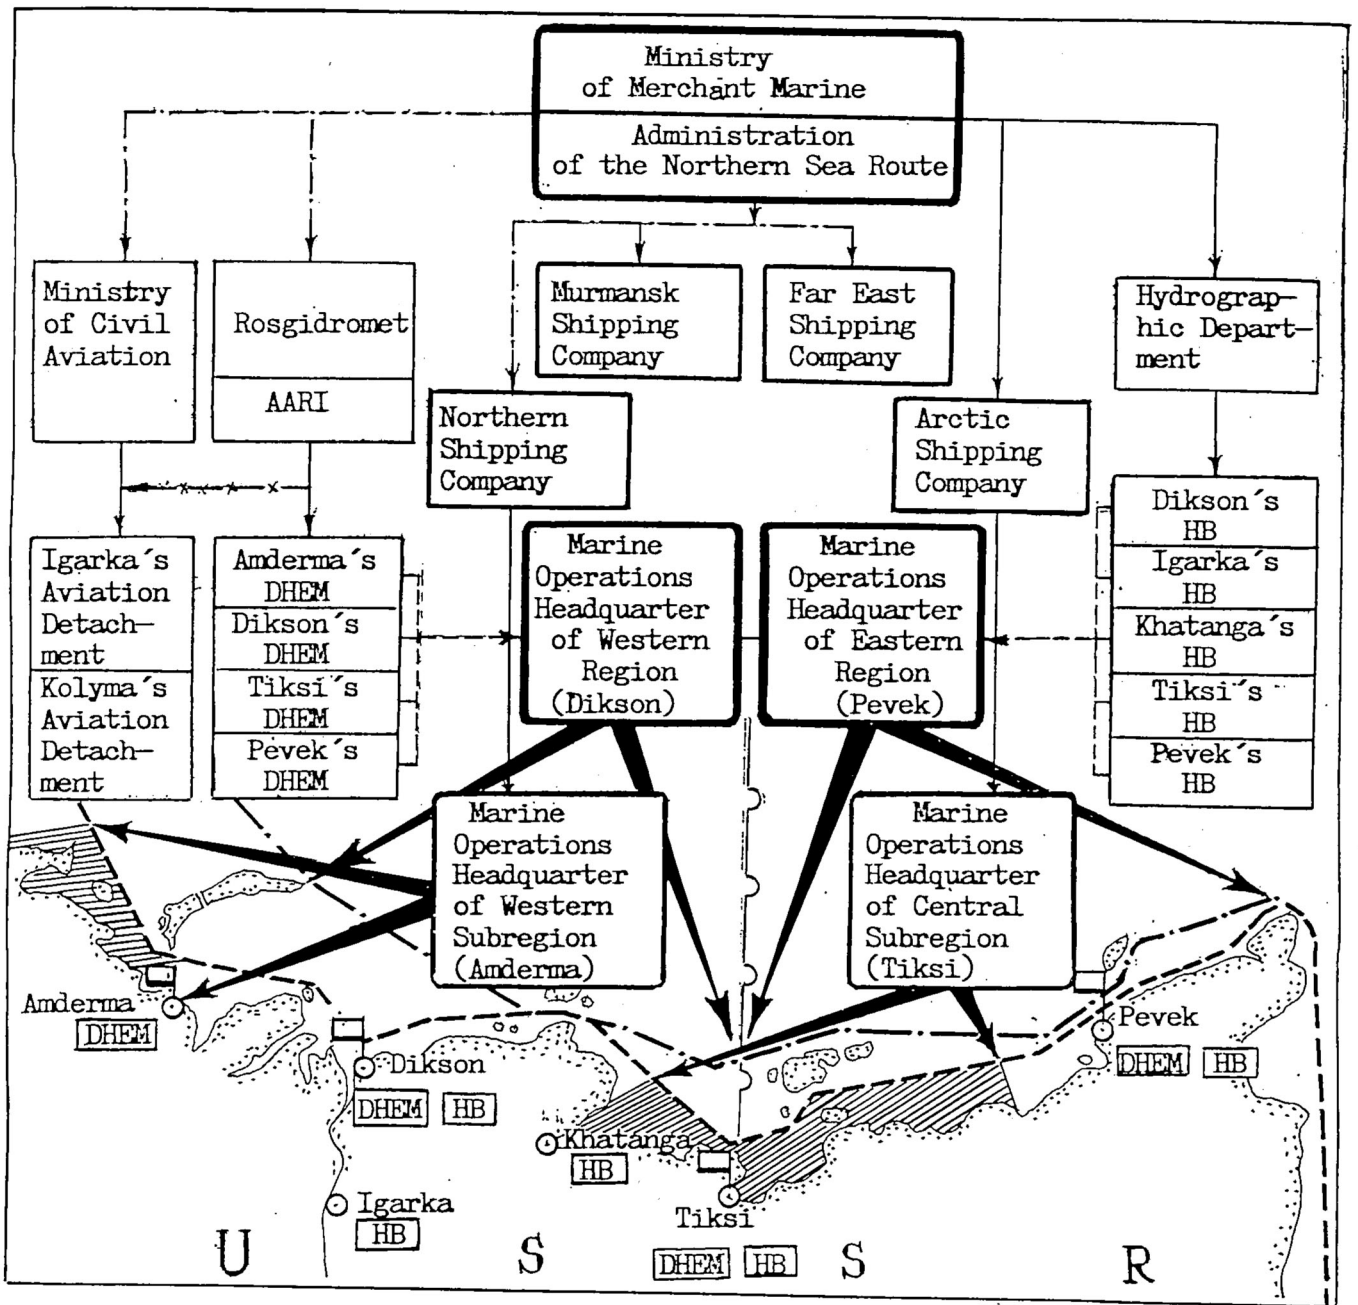 Ministry
of Merchant Marine
Administration
of the Northern Sea Route
Ministry
of Civil
Aviation
Rosgidromet
AARI
Murmansk
Shipping
Company
Far East
Shipping
Company
Hydrograp-
hic Depart-
ment
Northern
Shipping
Company
Arctic
Shipping
Company
Igarka´s
Aviation
Detach-
ment
Kolyma´s
Aviation
Detach-
ment
Amderma´s
DHEM
Dikson´s
DHEM
Tiksi´s
DHEM
Pevek´s
DHEM
Marine
Operations
Headquarter
of Western
Region
(Dikson)
Marine
Operations
Headquarter
of Eastern
Region
(Pevek)
Dikson´s
HB
Igarka´s
HB
Khatanga´s
HB
Tiksi´s
HB
Pevek´s
HB
Marine
Operations
Headquarter
of Western
Subregion
(Amderma)
Marine
Operations
Headquarter
of Central
Subregion
(Tiksi)
Amderma
DHEM
Dikson
DHEM HB
Khatanga
HB
Igarka
HB
Tiksi
DHEM HB
Pevek
DHEM HB
U S S R